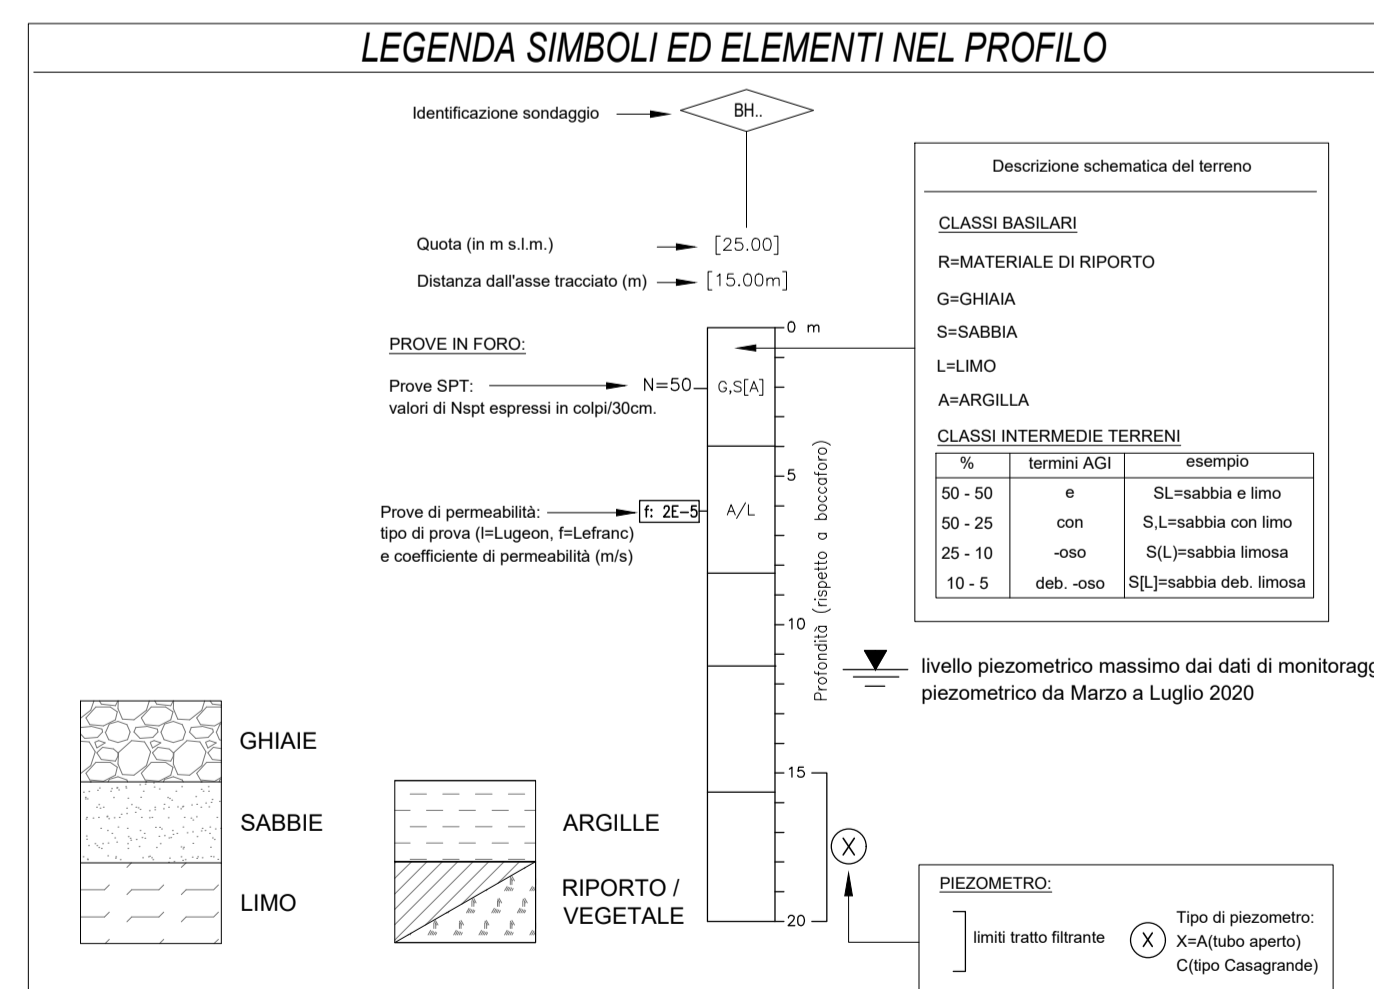 LEGENDA SIMBOLI ED ELEMENTI NEL PROFILO
Identificazione sondaggio
BH..
Quota (in m s.l.m.)
[25.00]
Distanza dall'asse tracciato (m)
[15.00m]
PROVE IN FORO:
Prove SPT:
valori di Nspt espressi in colpi/30cm.
N=50
G,S[A]
Prove di permeabilità:
tipo di prova (l=Lugeon, f=Lefranc)
e coefficiente di permeabilità (m/s)
f: 2E-5
A/L
0 m
5
10
15
20
Profondità (rispetto a boccaforo)
Descrizione schematica del terreno
CLASSI BASILARI
R=MATERIALE DI RIPORTO
G=GHIAIA
S=SABBIA
L=LIMO
A=ARGILLA
CLASSI INTERMEDIE TERRENI
% termini AGI esempio
50 - 50 e SL=sabbia e limo
50 - 25 con S,L=sabbia con limo
25 - 10 -oso S(L)=sabbia limosa
10 - 5 deb. -oso S[L]=sabbia deb. limosa
livello piezometrico massimo dai dati di monitoragg
piezometrico da Marzo a Luglio 2020
GHIAIE
SABBIE
LIMO
ARGILLE
RIPORTO /
VEGETALE
X
PIEZOMETRO:
limiti tratto filtrante
X
Tipo di piezometro:
X=A(tubo aperto)
C(tipo Casagrande)